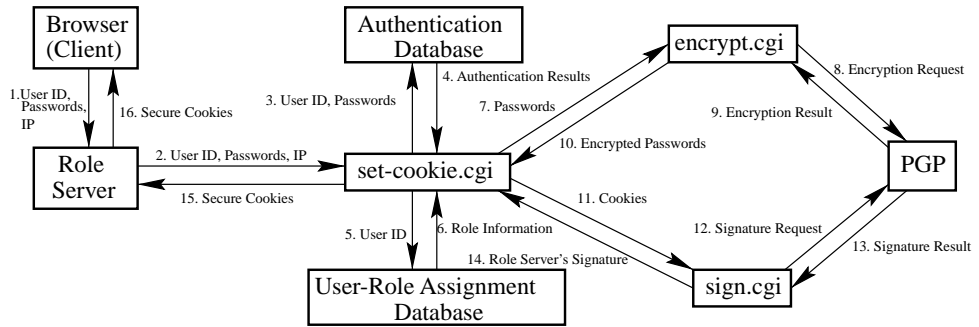 Browser
(Client)
Authentication
Database
encrypt.cgi
1.User ID,
Passwords,
IP
16. Secure Cookies
3. User ID, Passwords
4. Authentication Results
7. Passwords
8. Encryption Request
9. Encryption Result
10. Encrypted Passwords
Role
Server
2. User ID, Passwords, IP
15. Secure Cookies
set-cookie.cgi
PGP
11. Cookies
5. User ID
6. Role Information
12. Signature Request
13. Signature Result
14. Role Server's Signature
User-Role Assignment
Database
sign.cgi